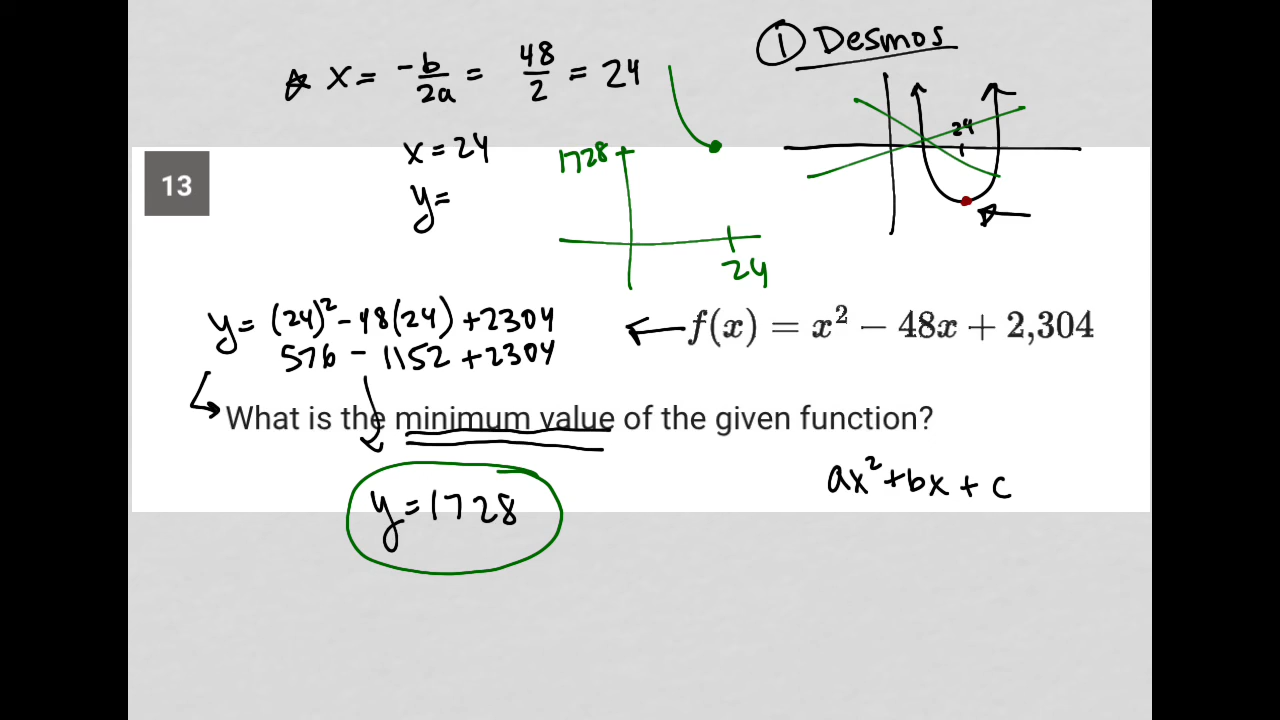 ① Desmos
☆ x = -b/2a = 48/2 = 24
24
x = 24
1728
13
y =
24
y = (24)² - 48(24) + 2304
f(x) = x² − 48x + 2,304
576 - 1152 + 2304
What is the minimum value of the given function?
ax² + bx + c
y = 1728